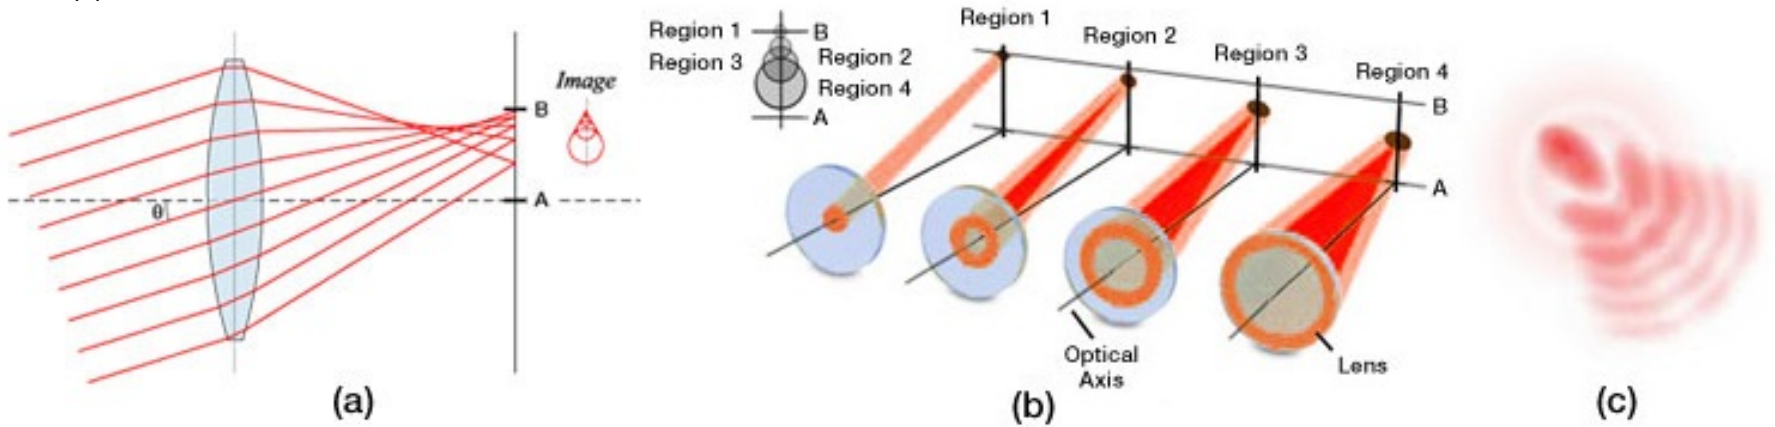 Image
B
A
θ
(a)
Region 1
B
Region 3
Region 2
Region 4
A
Region 1
Region 2
Region 3
Region 4
B
A
Optical
Axis
Lens
(b)
(c)